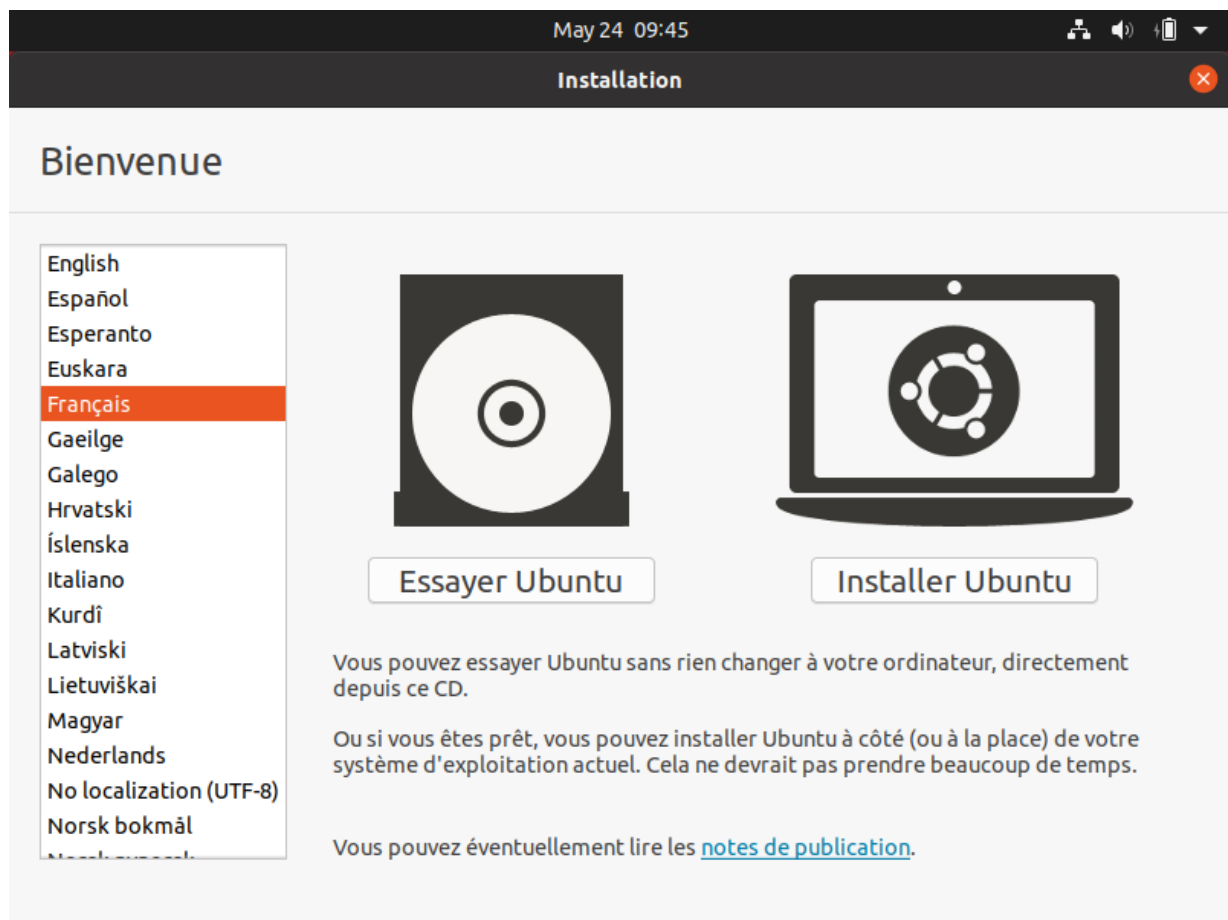 May 24 09:45
Installation
Bienvenue
English
Español
Esperanto
Euskara
Français
Gaeilge
Galego
Hrvatski
Íslenska
Italiano
Kurdî
Latviski
Lietuviškai
Magyar
Nederlands
No localization (UTF-8)
Norsk bokmål
Essayer Ubuntu
Installer Ubuntu
Vous pouvez essayer Ubuntu sans rien changer à votre ordinateur, directement
depuis ce CD.
Ou si vous êtes prêt, vous pouvez installer Ubuntu à côté (ou à la place) de votre
système d'exploitation actuel. Cela ne devrait pas prendre beaucoup de temps.
Vous pouvez éventuellement lire les notes de publication.